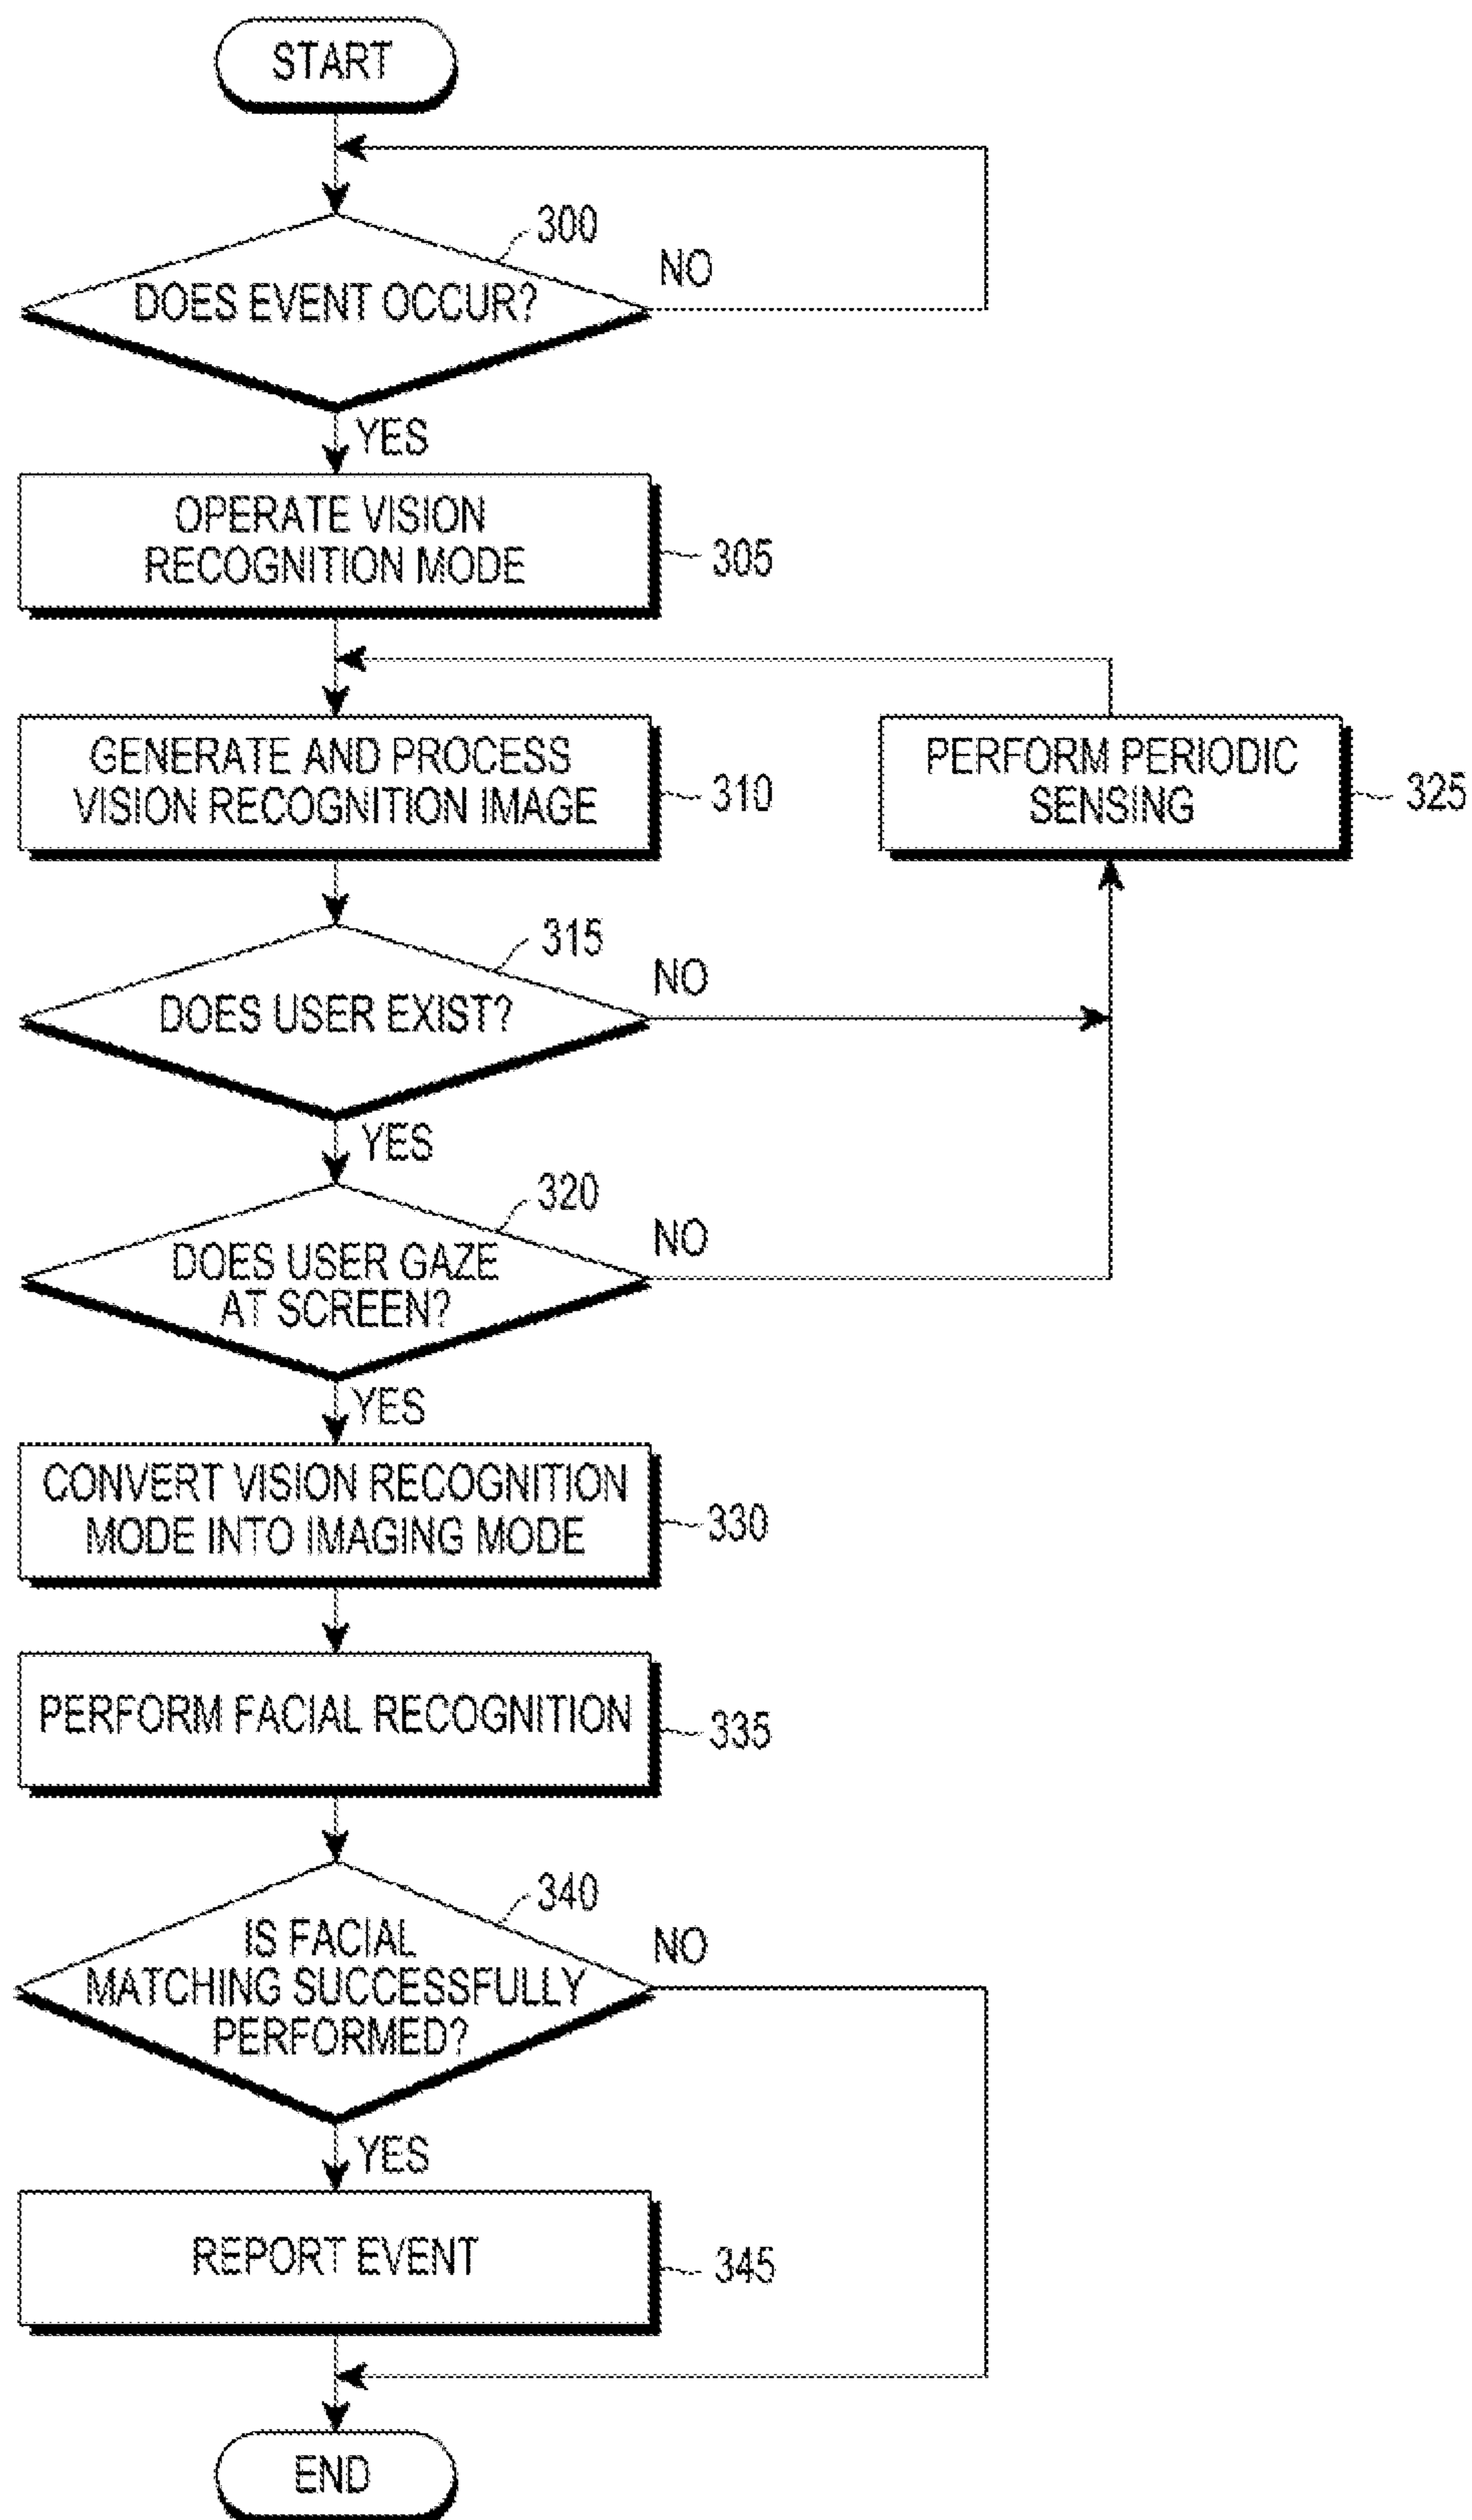 START
300
DOES EVENT OCCUR?
NO
YES
OPERATE VISION
RECOGNITION MODE
305
GENERATE AND PROCESS
VISION RECOGNITION IMAGE
310
PERFORM PERIODIC
SENSING
325
315
DOES USER EXIST?
NO
YES
320
DOES USER GAZE
AT SCREEN?
NO
YES
CONVERT VISION RECOGNITION
MODE INTO IMAGING MODE
330
PERFORM FACIAL RECOGNITION
335
340
IS FACIAL
MATCHING SUCCESSFULLY
PERFORMED?
NO
YES
REPORT EVENT
345
END